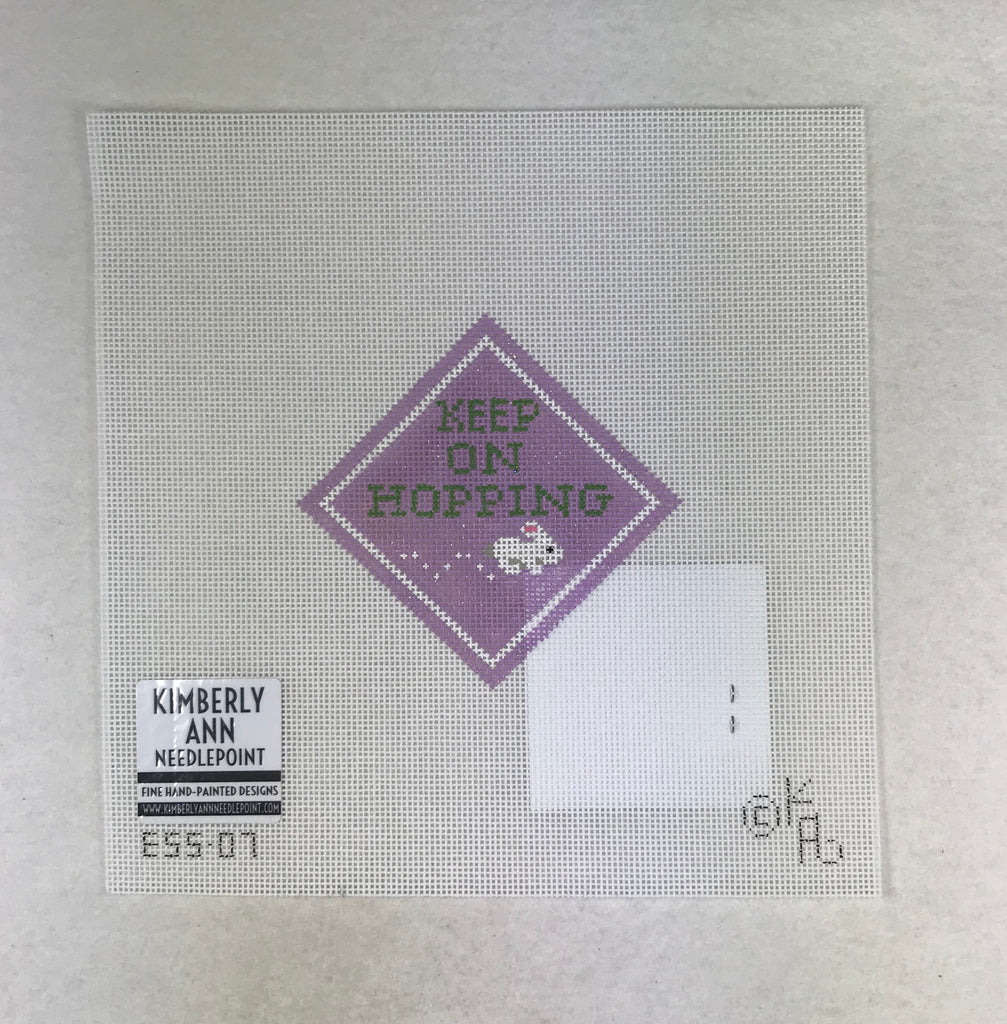 KEEP
ON
HOPPING
KIMBERLY
ANN
NEEDLEPOINT
FINE HAND-PAINTED DESIGNS
WWW.KIMBERLYANNNEEDLEPOINT.COM
ESS-07
©KA